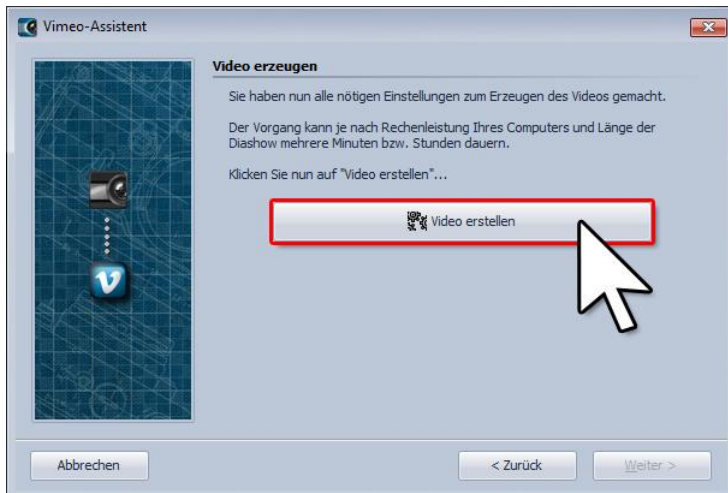 Vimeo-Assistent
Video erzeugen
Sie haben nun alle nötigen Einstellungen zum Erzeugen des Videos gemacht.
Der Vorgang kann je nach Rechenleistung Ihres Computers und Länge der
Diashow mehrere Minuten bzw. Stunden dauern.
Klicken Sie nun auf "Video erstellen"...
Video erstellen
Abbrechen
< Zurück
Weiter >